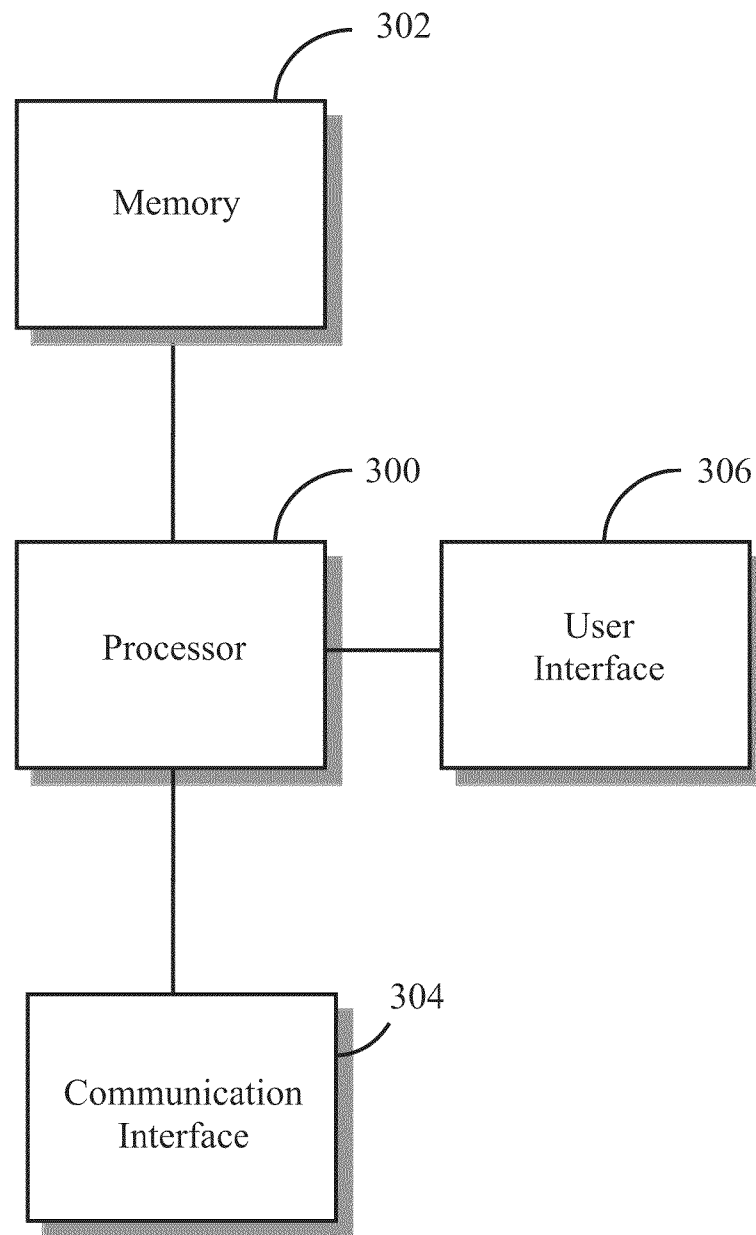 302
Memory
300
306
Processor
User
Interface
304
Communication
Interface